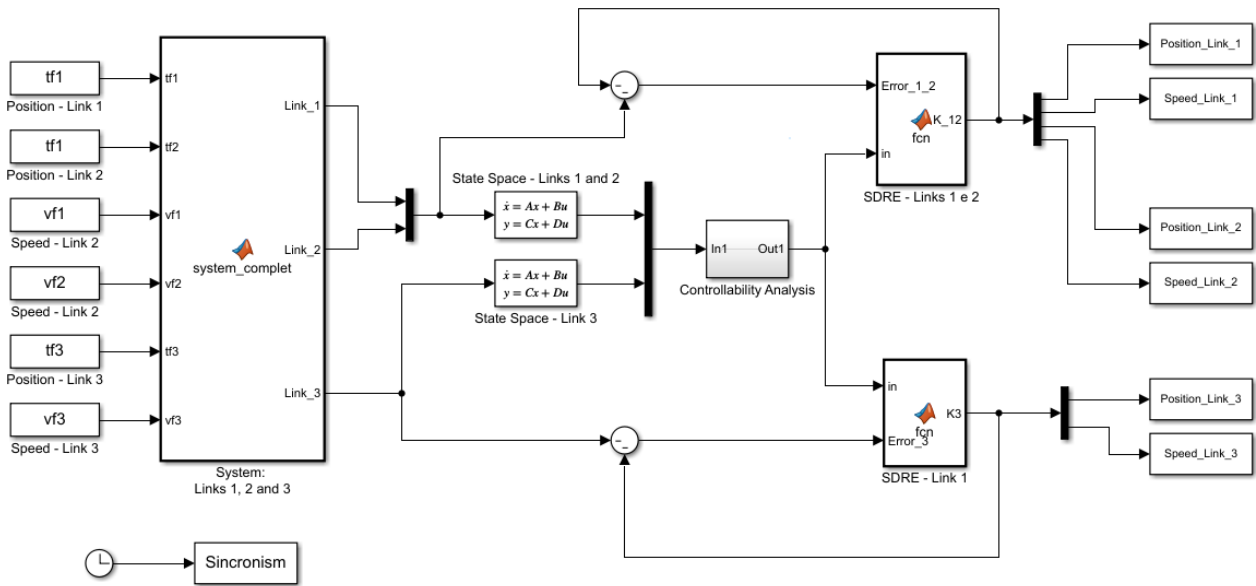 tf1
Position - Link 1
tf1
Position - Link 2
vf1
Speed - Link 2
vf2
Speed - Link 2
tf3
Position - Link 3
vf3
Speed - Link 3
tf1
tf2
vf1
vf2
tf3
vf3
system_complet
Link_1
Link_2
Link_3
System:
Links 1, 2 and 3
Sincronism
State Space - Links 1 and 2
ẋ = Ax + Bu
y = Cx + Du
ẋ = Ax + Bu
y = Cx + Du
State Space - Link 3
In1
Out1
Controllability Analysis
Error_1_2
K_12
fcn
in
SDRE - Links 1 e 2
in
K3
fcn
Error_3
SDRE - Link 1
Position_Link_1
Speed_Link_1
Position_Link_2
Speed_Link_2
Position_Link_3
Speed_Link_3